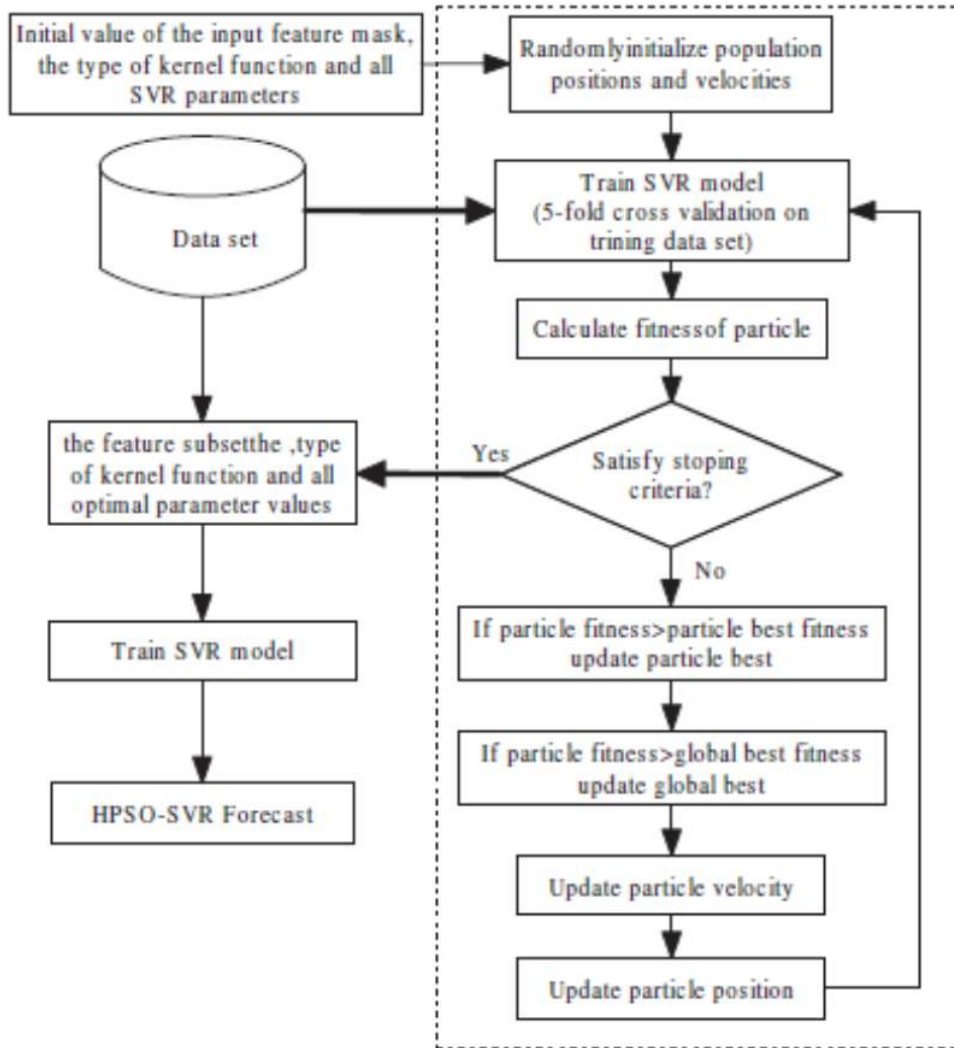 Initial value of the input feature mask,
the type of kernel function and all
SVR parameters
Randomlyinitialize population
positions and velocities
Data set
Train SVR model
(5-fold cross validation on
trining data set)
Calculate fitnessof particle
Satisfy stoping
criteria?
Yes
No
the feature subsetthe ,type
of kernel function and all
optimal parameter values
Train SVR model
HPSO-SVR Forecast
If particle fitness>particle best fitness
update particle best
If particle fitness>global best fitness
update global best
Update particle velocity
Update particle position